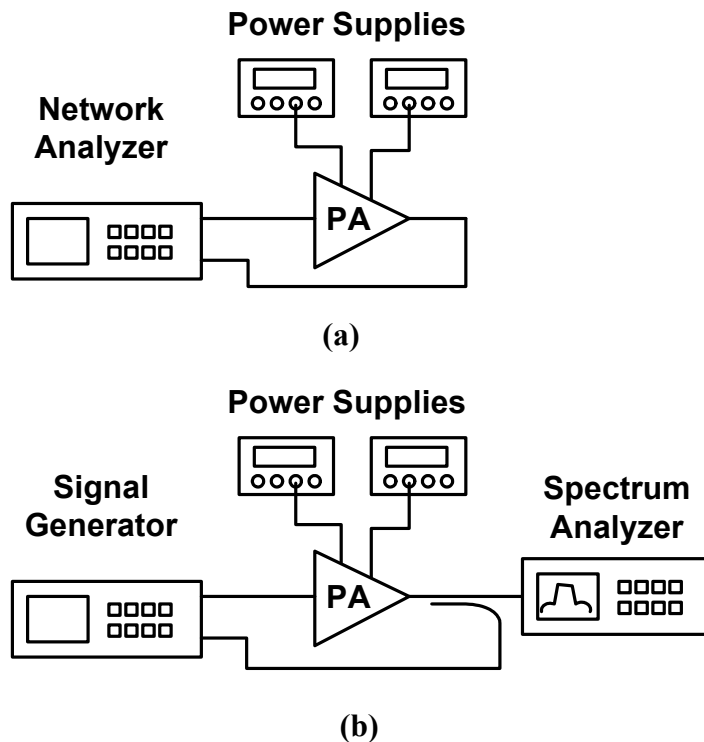 Power Supplies
Network
Analyzer
PA
(a)
Power Supplies
Signal
Generator
Spectrum
Analyzer
PA
(b)